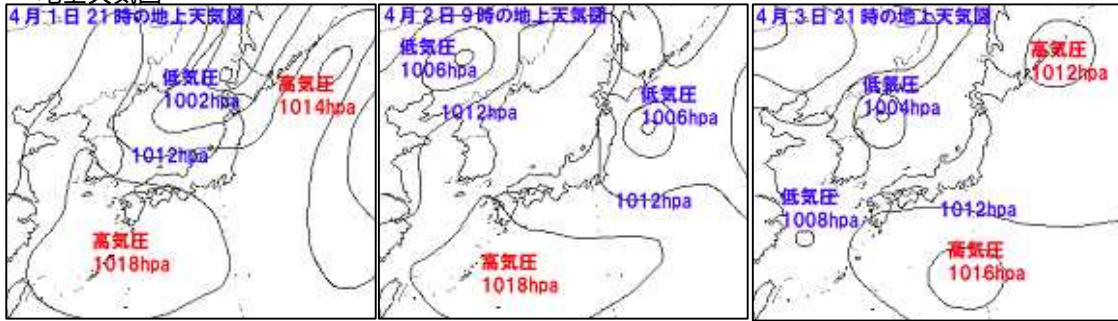 地上天気図
4月1日21時の地上天気図
低気圧
1002hpa
高気圧
1014hpa
1012hpa
高気圧
1018hpa
4月2日9時の地上天気図
低気圧
1006hpa
1012hpa
低気圧
1006hpa
1012hpa
高気圧
1018hpa
4月3日21時の地上天気図
高気圧
1012hpa
低気圧
1004hpa
低気圧
1008hpa
1012hpa
高気圧
1016hpa